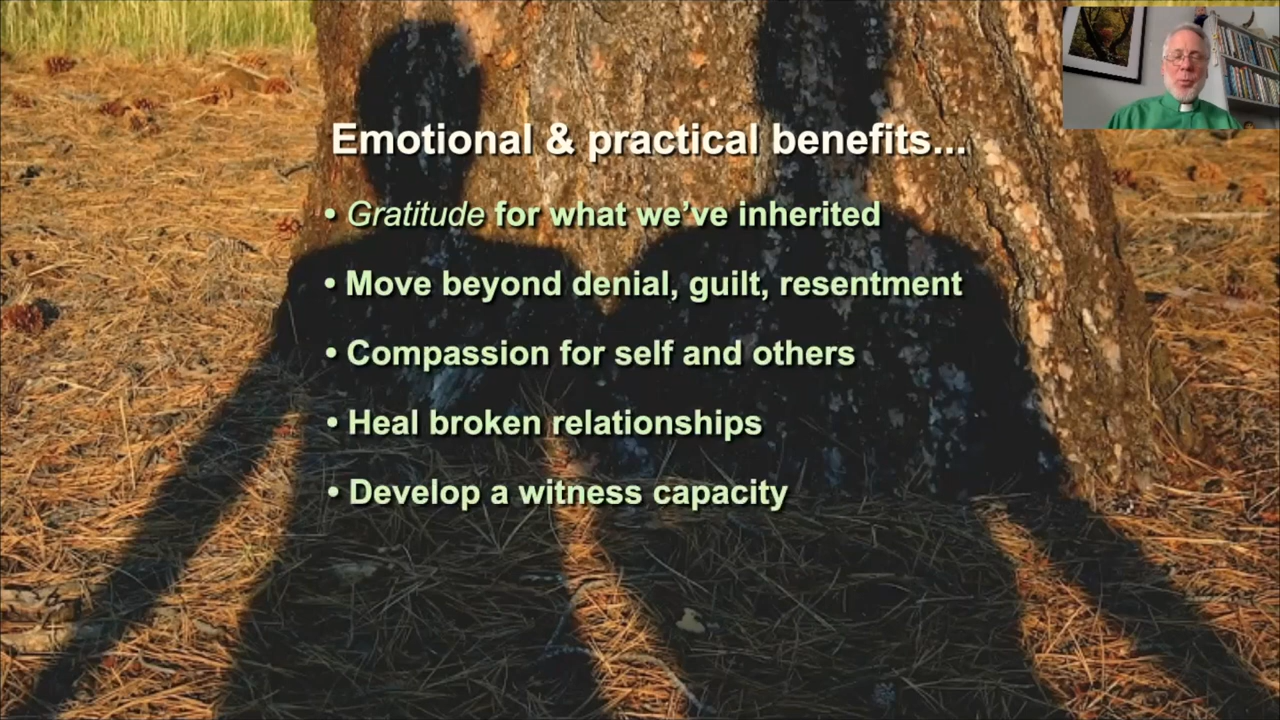 Emotional & practical benefits...
• Gratitude for what we’ve inherited
• Move beyond denial, guilt, resentment
• Compassion for self and others
• Heal broken relationships
• Develop a witness capacity